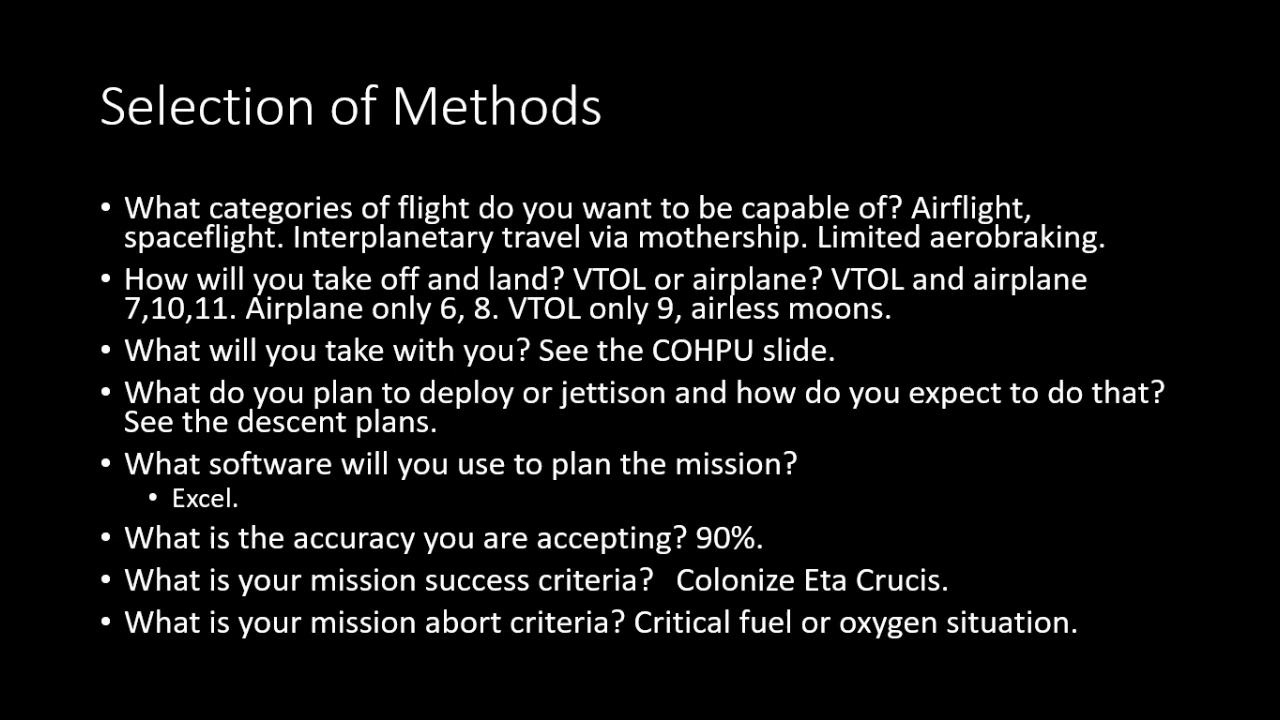 Selection of Methods
• What categories of flight do you want to be capable of? Airflight,
spaceflight. Interplanetary travel via mothership. Limited aerobraking.
• How will you take off and land? VTOL or airplane? VTOL and airplane
7,10,11. Airplane only 6, 8. VTOL only 9, airless moons.
• What will you take with you? See the COHPU slide.
• What do you plan to deploy or jettison and how do you expect to do that?
See the descent plans.
• What software will you use to plan the mission?
• Excel.
• What is the accuracy you are accepting? 90%.
• What is your mission success criteria?   Colonize Eta Crucis.
• What is your mission abort criteria? Critical fuel or oxygen situation.